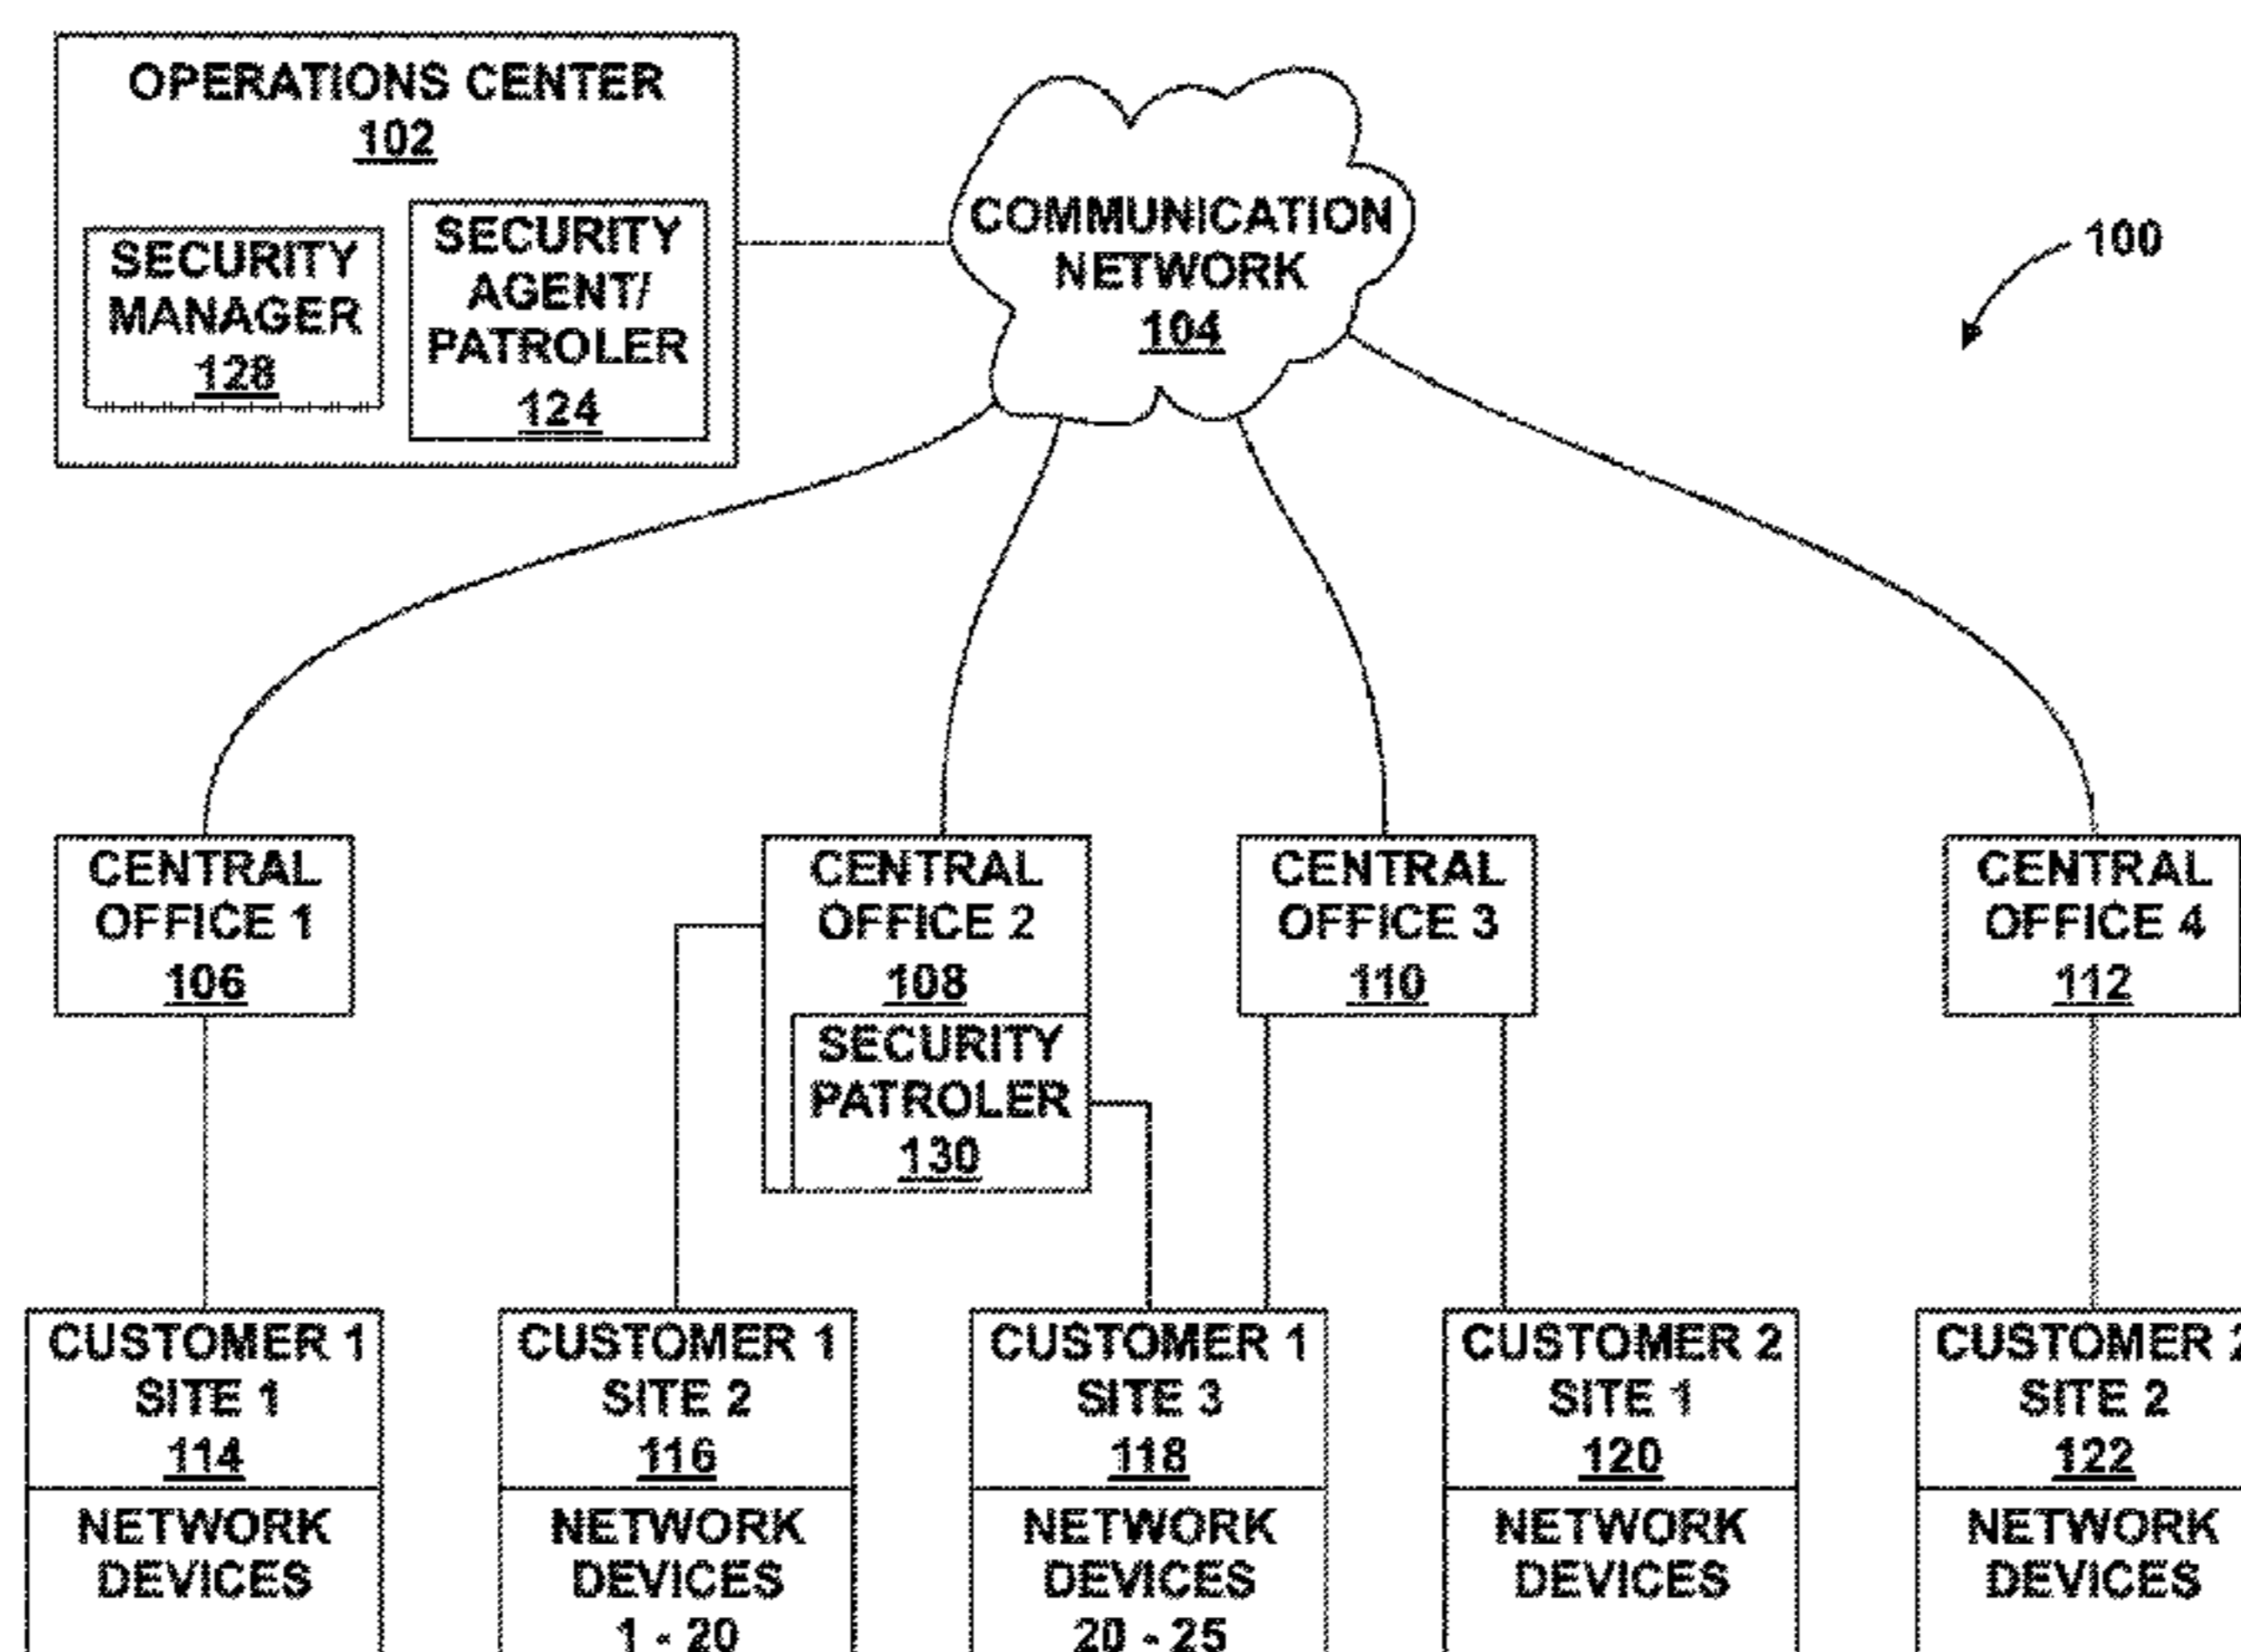 OPERATIONS CENTER
102
SECURITY
MANAGER
128
SECURITY
AGENT/
PATROLER
124
COMMUNICATION
NETWORK
104
100
CENTRAL
OFFICE 1
106
CENTRAL
OFFICE 2
108
SECURITY
PATROLER
130
CENTRAL
OFFICE 3
110
CENTRAL
OFFICE 4
112
CUSTOMER 1
SITE 1
114
NETWORK
DEVICES
CUSTOMER 1
SITE 2
116
NETWORK
DEVICES
1 - 20
CUSTOMER 1
SITE 3
118
NETWORK
DEVICES
20 - 25
CUSTOMER 2
SITE 1
120
NETWORK
DEVICES
CUSTOMER 2
SITE 2
122
NETWORK
DEVICES